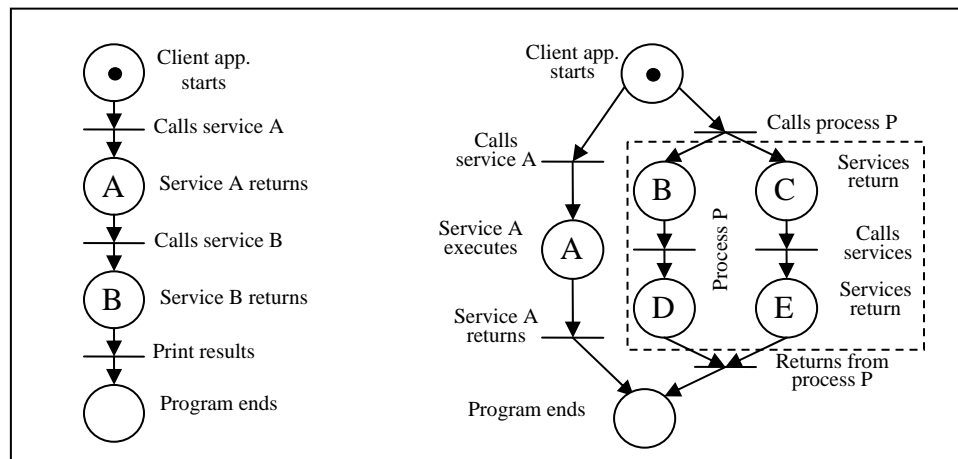 Client app.
starts
Calls service A
A
Service A returns
Calls service B
B
Service B returns
Print results
Program ends
Client app.
starts
Calls
service A
Calls process P
Service A
executes
A
Service A
returns
B
C
Services
return
Process P
Calls
services
D
E
Services
return
Returns from
process P
Program ends